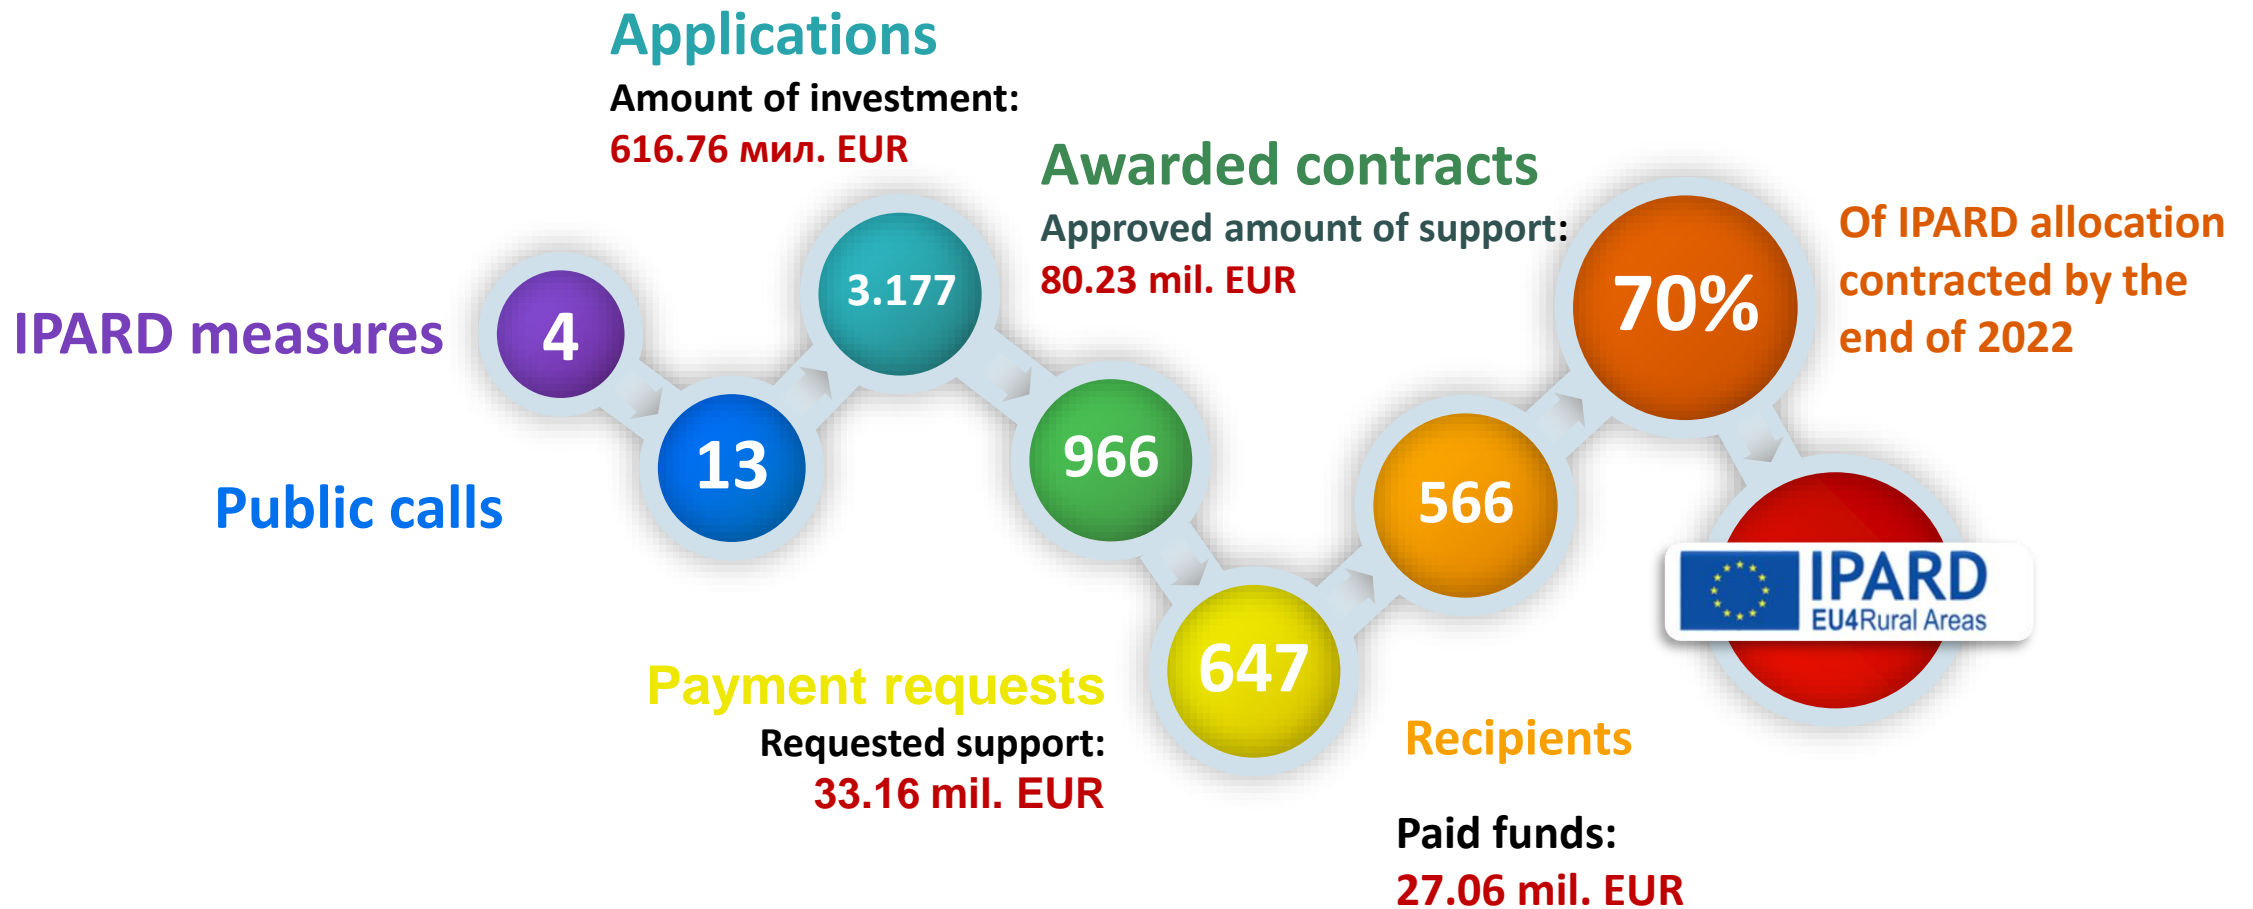 Applications
Amount of investment:
616.76 мил. EUR
Awarded contracts
Approved amount of support:
80.23 mil. EUR
Of IPARD allocation
contracted by the
end of 2022
IPARD measures
4
3.177
70%
Public calls
13
966
566
IPARD
EU4Rural Areas
Payment requests
Requested support:
33.16 mil. EUR
647
Recipients
Paid funds:
27.06 mil. EUR